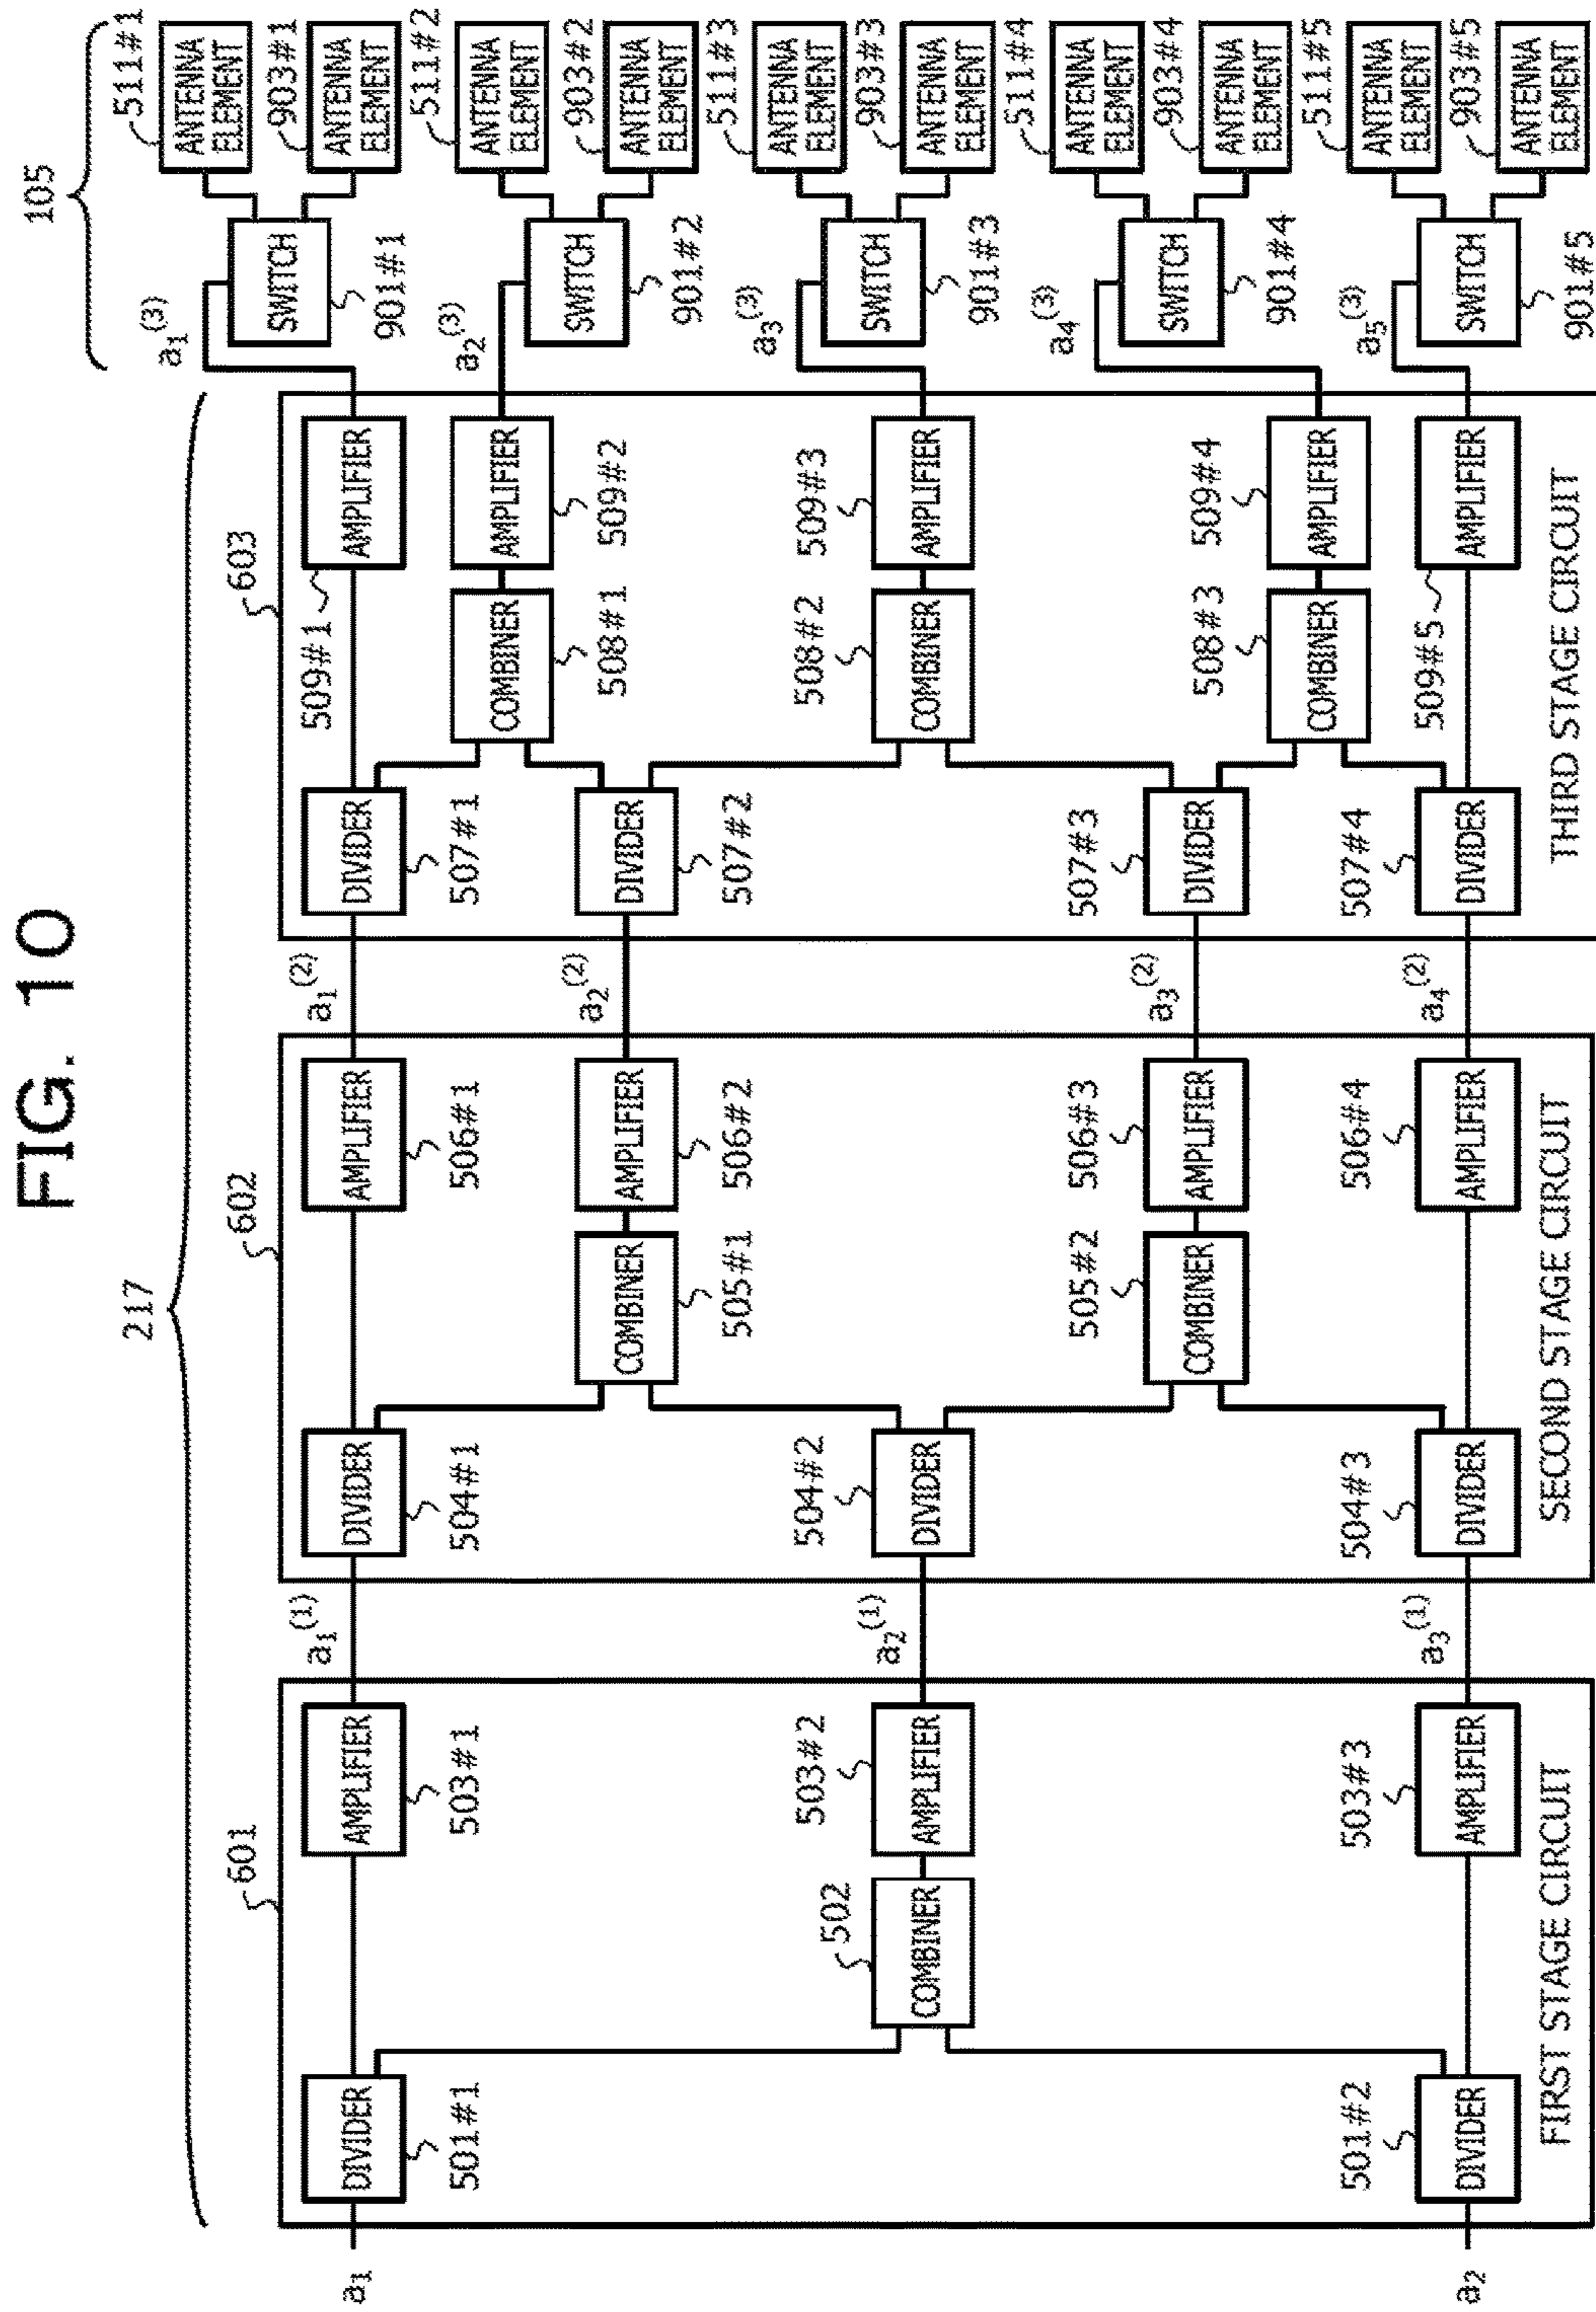 FIG. 10
217
105
601
a₁
DIVIDER
501#1
AMPLIFIER
503#1
502
COMBINER
503#2
AMPLIFIER
a₂
501#2
DIVIDER
503#3
AMPLIFIER
FIRST STAGE CIRCUIT
a₁⁽¹⁾
a₂⁽¹⁾
a₃⁽¹⁾
602
DIVIDER
504#1
AMPLIFIER
506#1
COMBINER
505#1
AMPLIFIER
506#2
504#2
DIVIDER
505#2
COMBINER
506#3
AMPLIFIER
504#3
DIVIDER
506#4
AMPLIFIER
SECOND STAGE CIRCUIT
a₁⁽²⁾
a₂⁽²⁾
a₃⁽²⁾
a₄⁽²⁾
603
DIVIDER
507#1
509#1
AMPLIFIER
COMBINER
508#1
AMPLIFIER
509#2
DIVIDER
507#2
508#2
COMBINER
509#3
AMPLIFIER
507#3
DIVIDER
508#3
COMBINER
509#4
AMPLIFIER
507#4
DIVIDER
509#5
AMPLIFIER
THIRD STAGE CIRCUIT
a₁⁽³⁾
SWITCH
901#1
511#1
ANTENNA
ELEMENT
903#1
ANTENNA
ELEMENT
a₂⁽³⁾
SWITCH
901#2
511#2
ANTENNA
ELEMENT
903#2
ANTENNA
ELEMENT
a₃⁽³⁾
SWITCH
901#3
511#3
ANTENNA
ELEMENT
903#3
ANTENNA
ELEMENT
a₄⁽³⁾
SWITCH
901#4
511#4
ANTENNA
ELEMENT
903#4
ANTENNA
ELEMENT
a₅⁽³⁾
SWITCH
901#5
511#5
ANTENNA
ELEMENT
903#5
ANTENNA
ELEMENT